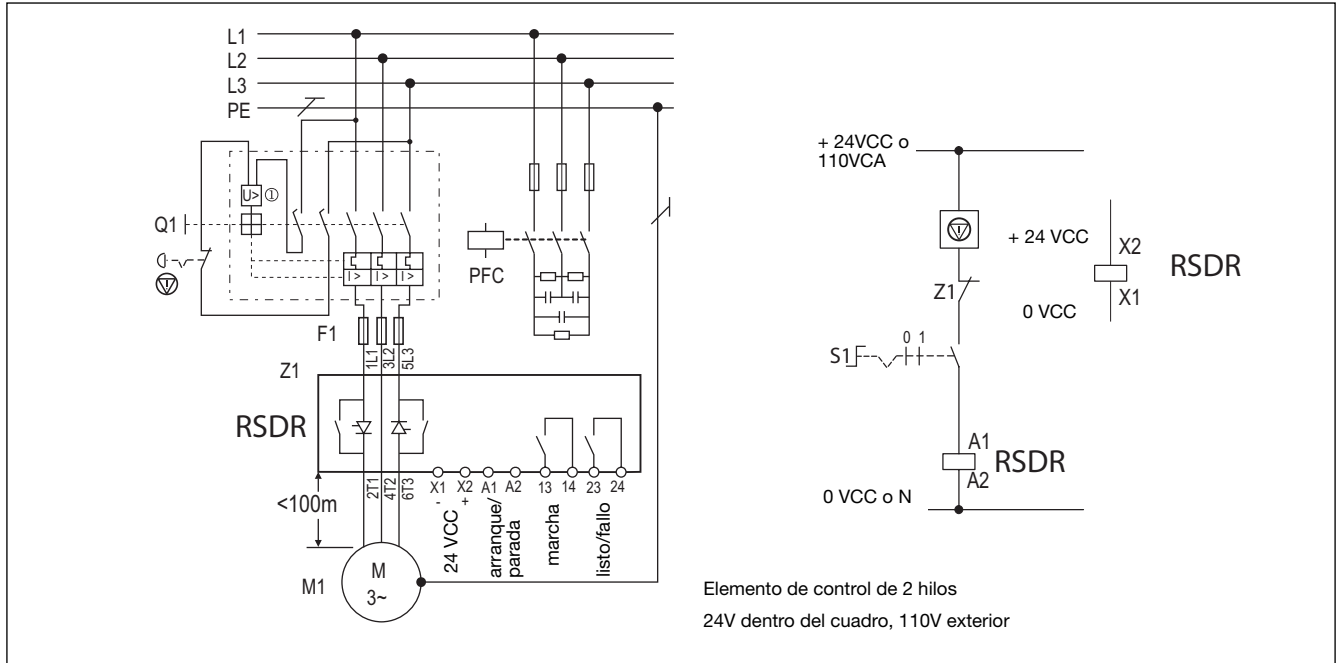 L1
L2
L3
PE
U> ①
Q1
I> I> I>
PFC
F1
1L1
3L2
5L3
Z1
RSDR
2T1
4T2
6T3
X1 X2 A1 A2 13 14 23 24
- +
24 VCC
arranque/
parada
marcha
listo/fallo
<100m
M1
M
3~
+ 24VCC o
110VCA
+ 24 VCC
X2
RSDR
X1
Z1
0 VCC
0 1
S1
A1
RSDR
A2
0 VCC o N
Elemento de control de 2 hilos
24V dentro del cuadro, 110V exterior